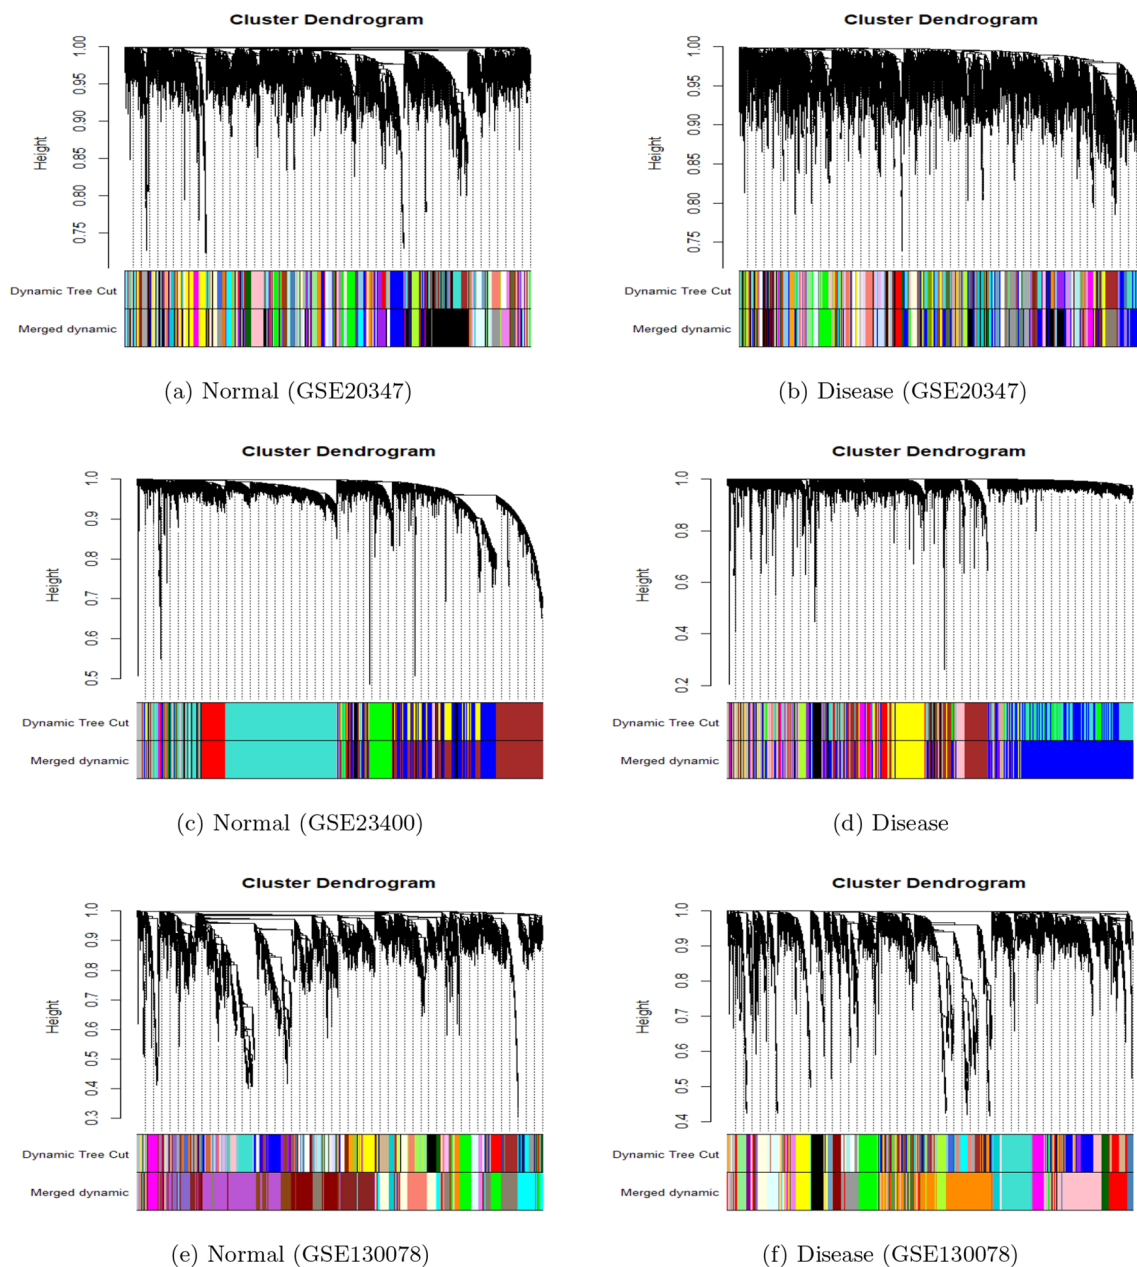 Cluster Dendrogram
Height
1.00
0.95
0.90
0.85
0.80
0.75
Dynamic Tree Cut
Merged dynamic
(a) Normal (GSE20347)
Cluster Dendrogram
Height
1.00
0.95
0.90
0.85
0.80
0.75
Dynamic Tree Cut
Merged dynamic
(b) Disease (GSE20347)
Cluster Dendrogram
Height
1.0
0.9
0.8
0.7
0.6
0.5
Dynamic Tree Cut
Merged dynamic
(c) Normal (GSE23400)
Cluster Dendrogram
Height
1.0
0.8
0.6
0.4
0.2
Dynamic Tree Cut
Merged dynamic
(d) Disease
Cluster Dendrogram
Height
1.0
0.9
0.8
0.7
0.6
0.5
0.4
0.3
Dynamic Tree Cut
Merged dynamic
(e) Normal (GSE130078)
Cluster Dendrogram
Height
1.0
0.9
0.8
0.7
0.6
0.5
0.4
Dynamic Tree Cut
Merged dynamic
(f) Disease (GSE130078)